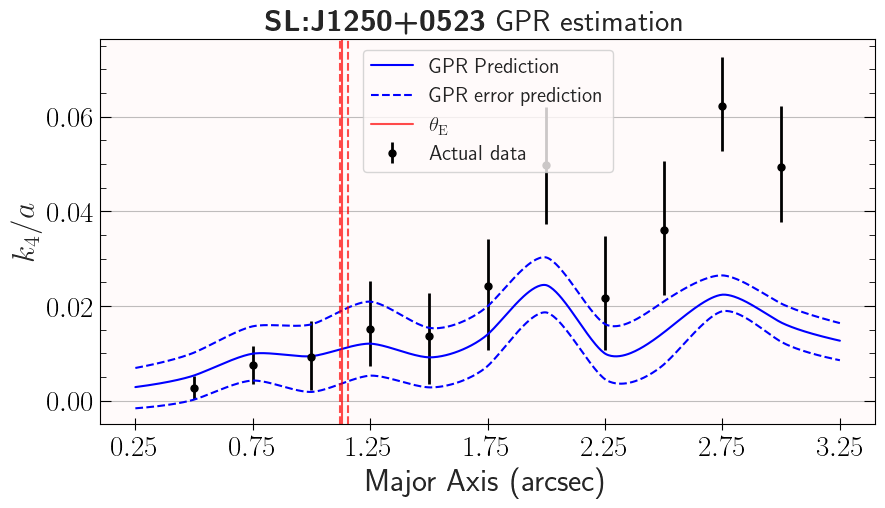 SL:J1250+0523 GPR estimation
GPR Prediction
GPR error prediction
θ_E
Actual data
k₄/a
0.06
0.04
0.02
0.00
0.25 0.75 1.25 1.75 2.25 2.75 3.25
Major Axis (arcsec)